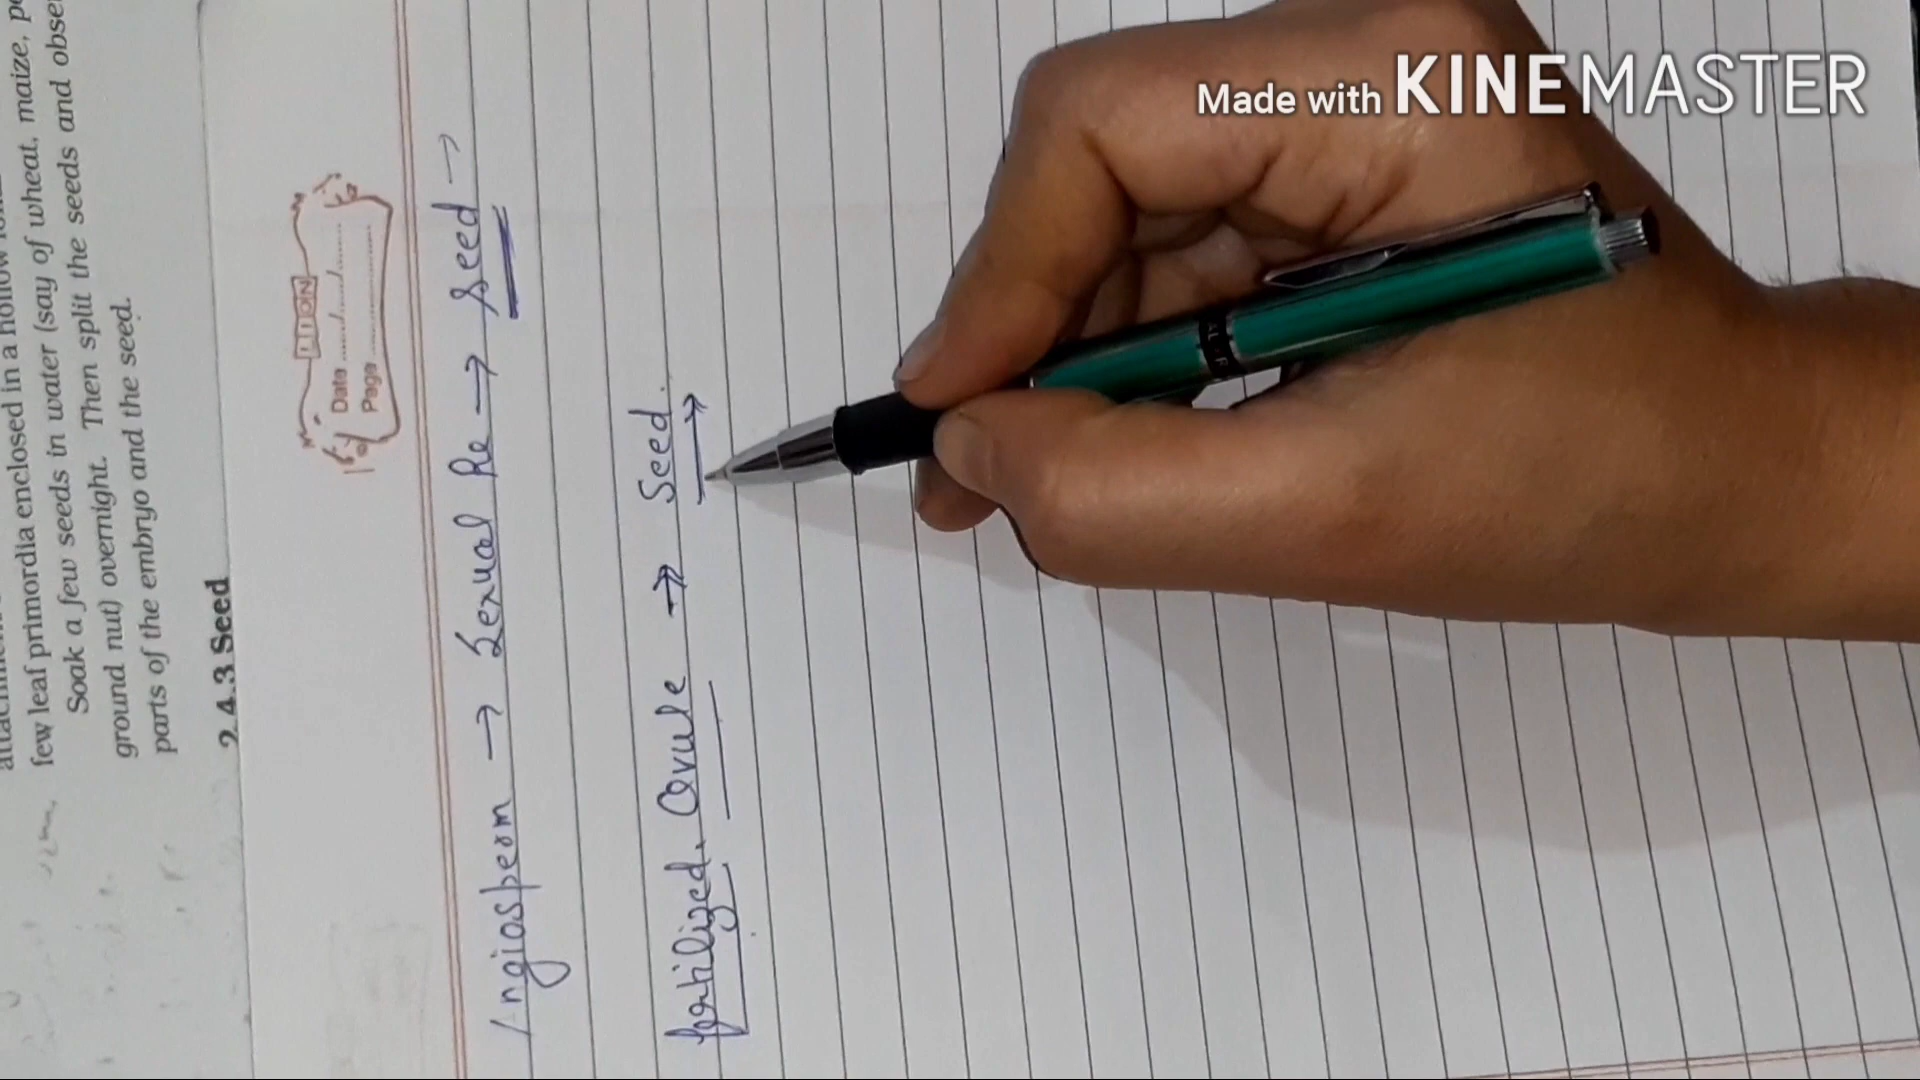 few leaf primordia enclosed in a hollow
Soak a few seeds in water (say of wheat, maize,
ground nut) overnight. Then split the seeds and
parts of the embryo and the seed.
2.4.3 Seed
Date
Page
Angiosperm → Sexual Re → Seed →
fertilized. Ovule → Seed.
Made with KINEMASTER